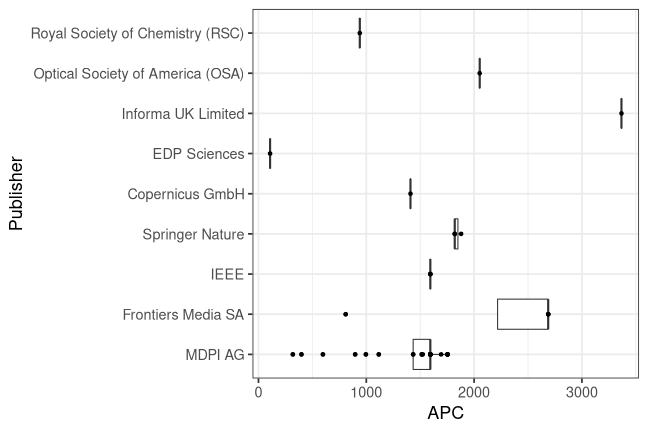 Publisher
Royal Society of Chemistry (RSC)
Optical Society of America (OSA)
Informa UK Limited
EDP Sciences
Copernicus GmbH
Springer Nature
IEEE
Frontiers Media SA
MDPI AG
0 1000 2000 3000
APC